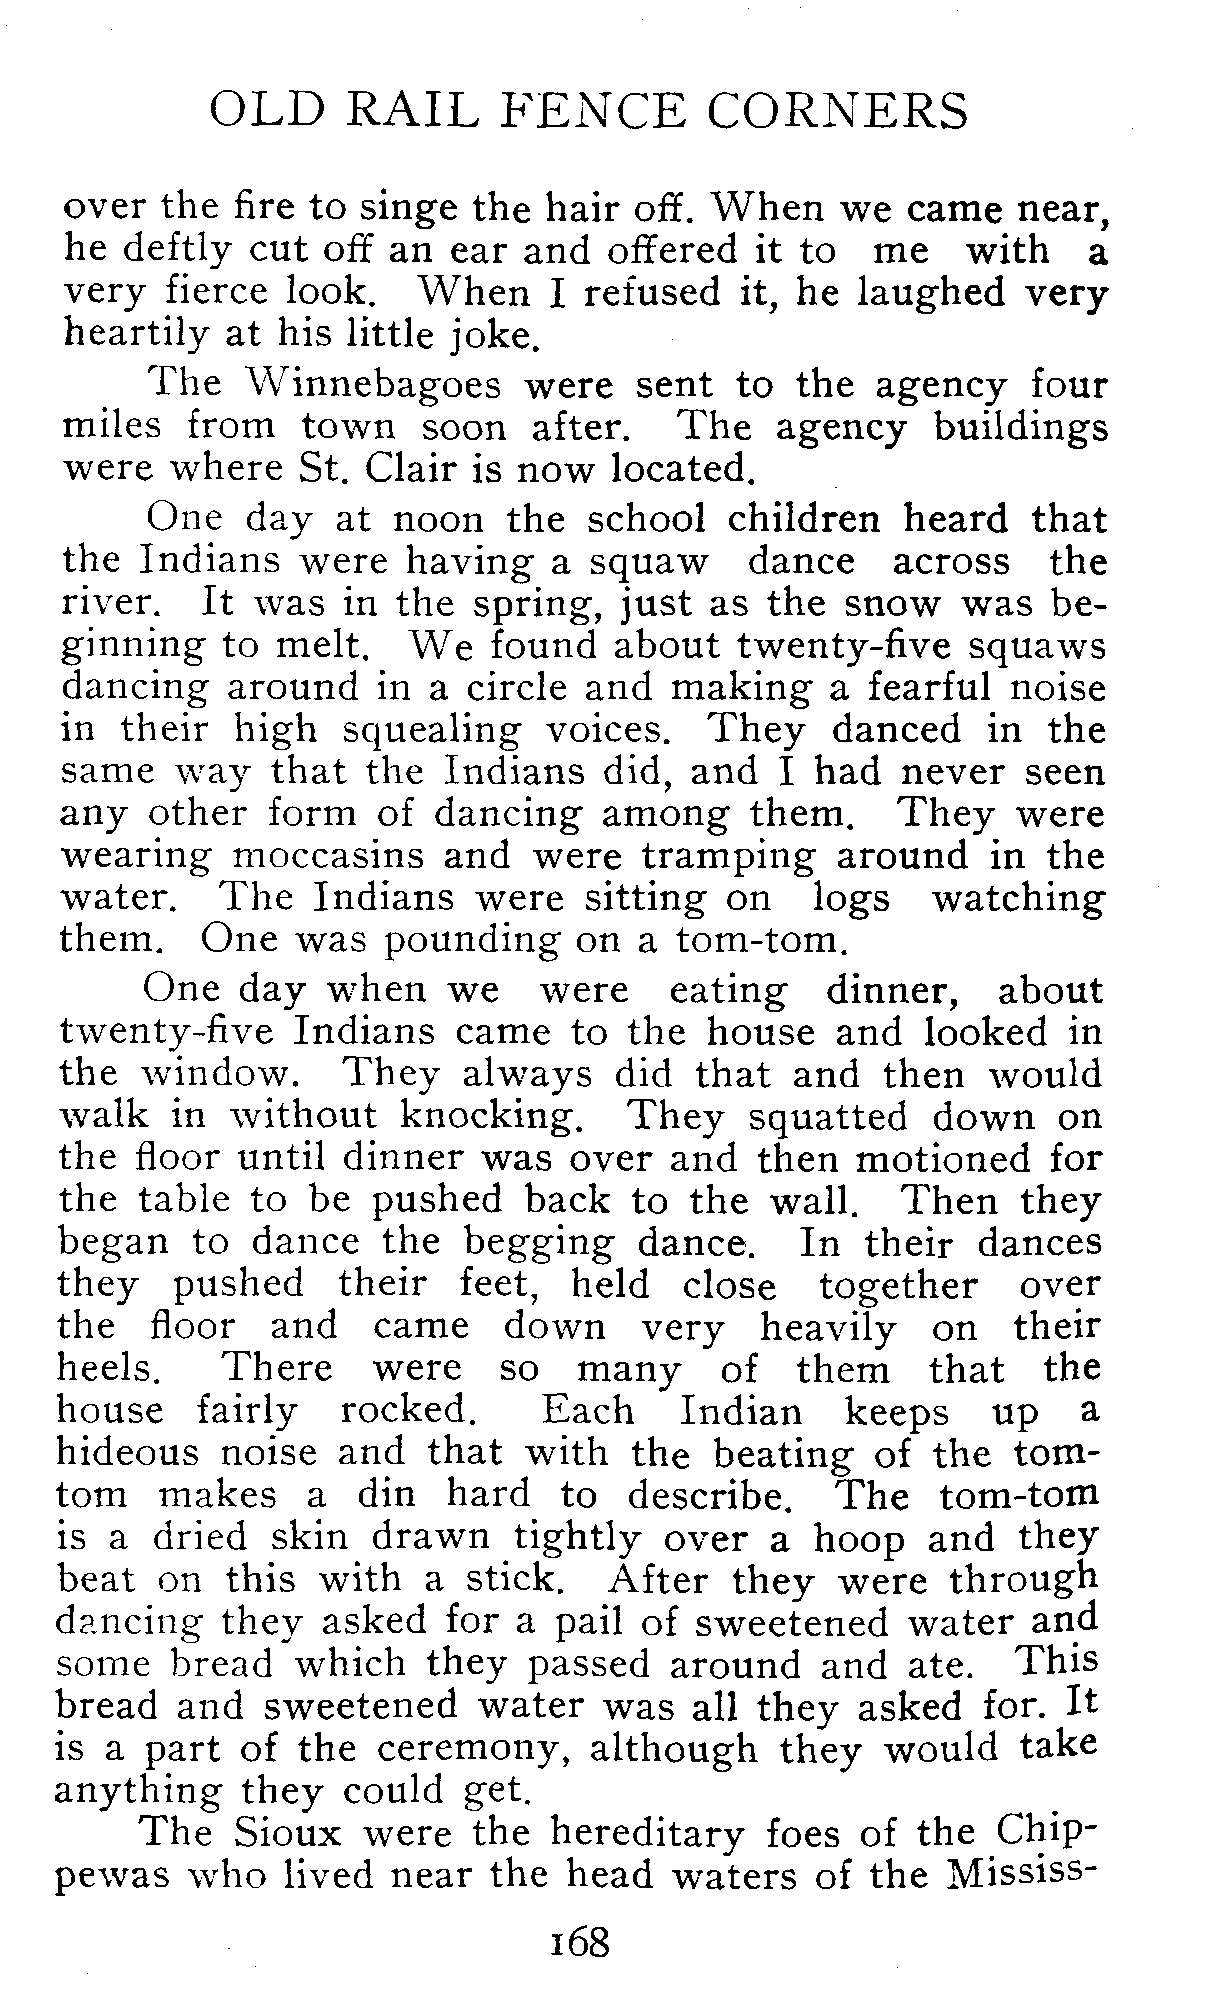 OLD RAIL FENCE CORNERS
over the fire to singe the hair off. When we came near,
he deftly cut off an ear and offered it to me with a
very fierce look. When I refused it, he laughed very
heartily at his little joke.
The Winnebagoes were sent to the agency four
miles from town soon after. The agency buildings
were where St. Clair is now located.
One day at noon the school children heard that
the Indians were having a squaw dance across the
river. It was in the spring, just as the snow was be-
ginning to melt. We found about twenty-five squaws
dancing around in a circle and making a fearful noise
in their high squealing voices. They danced in the
same way that the Indians did, and I had never seen
any other form of dancing among them. They were
wearing moccasins and were tramping around in the
water. The Indians were sitting on logs watching
them. One was pounding on a tom-tom.
One day when we were eating dinner, about
twenty-five Indians came to the house and looked in
the window. They always did that and then would
walk in without knocking. They squatted down on
the floor until dinner was over and then motioned for
the table to be pushed back to the wall. Then they
began to dance the begging dance. In their dances
they pushed their feet, held close together over
the floor and came down very heavily on their
heels. There were so many of them that the
house fairly rocked. Each Indian keeps up a
hideous noise and that with the beating of the tom-
tom makes a din hard to describe. The tom-tom
is a dried skin drawn tightly over a hoop and they
beat on this with a stick. After they were through
dancing they asked for a pail of sweetened water and
some bread which they passed around and ate. This
bread and sweetened water was all they asked for. It
is a part of the ceremony, although they would take
anything they could get.
The Sioux were the hereditary foes of the Chip-
pewas who lived near the head waters of the Mississ-
168